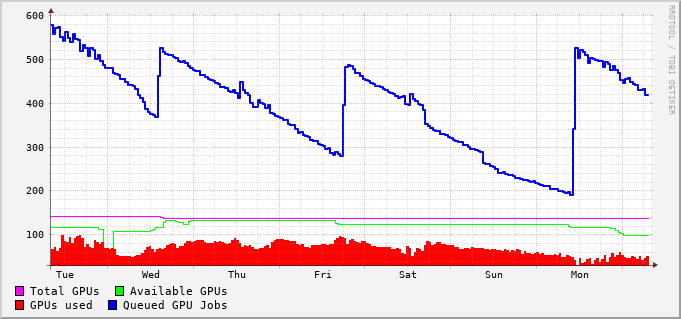 600
500
400
300
200
100
Tue Wed Thu Fri Sat Sun Mon
Total GPUs Available GPUs
GPUs used Queued GPU Jobs
RRDTOOL / TOBI OETIKER